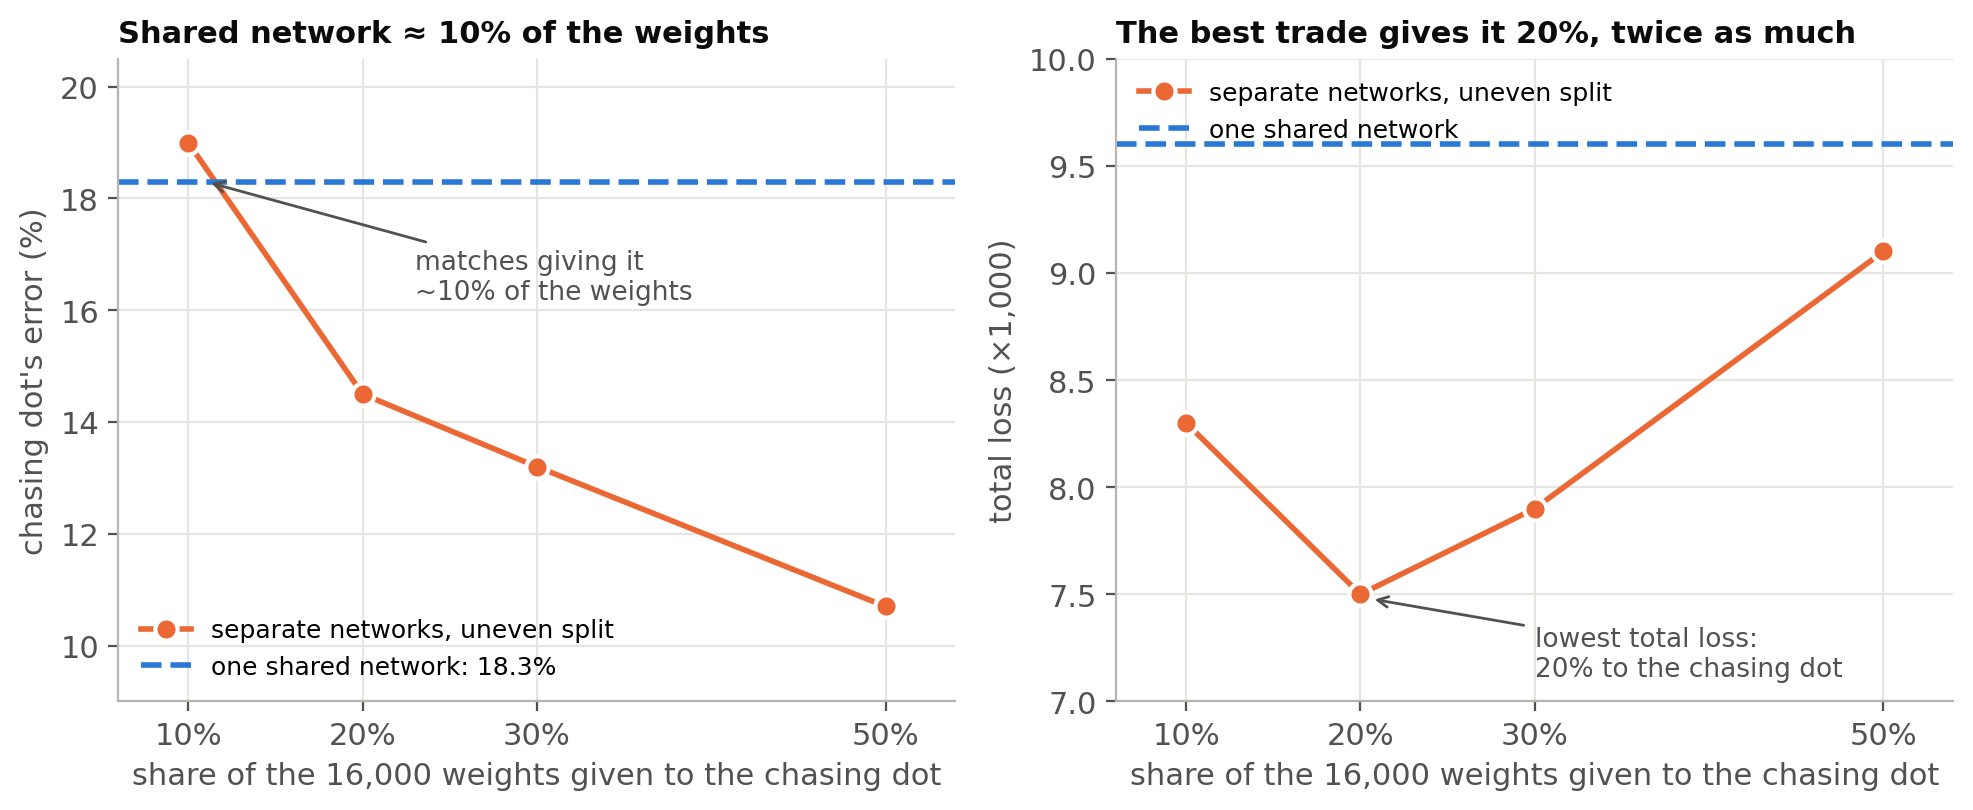 Shared network ≈ 10% of the weights
chasing dot's error (%)
20
18
16
14
12
10
matches giving it
~10% of the weights
separate networks, uneven split
one shared network: 18.3%
10%
20%
30%
50%
share of the 16,000 weights given to the chasing dot
The best trade gives it 20%, twice as much
total loss (×1,000)
10.0
9.5
9.0
8.5
8.0
7.5
7.0
separate networks, uneven split
one shared network
lowest total loss:
20% to the chasing dot
10%
20%
30%
50%
share of the 16,000 weights given to the chasing dot